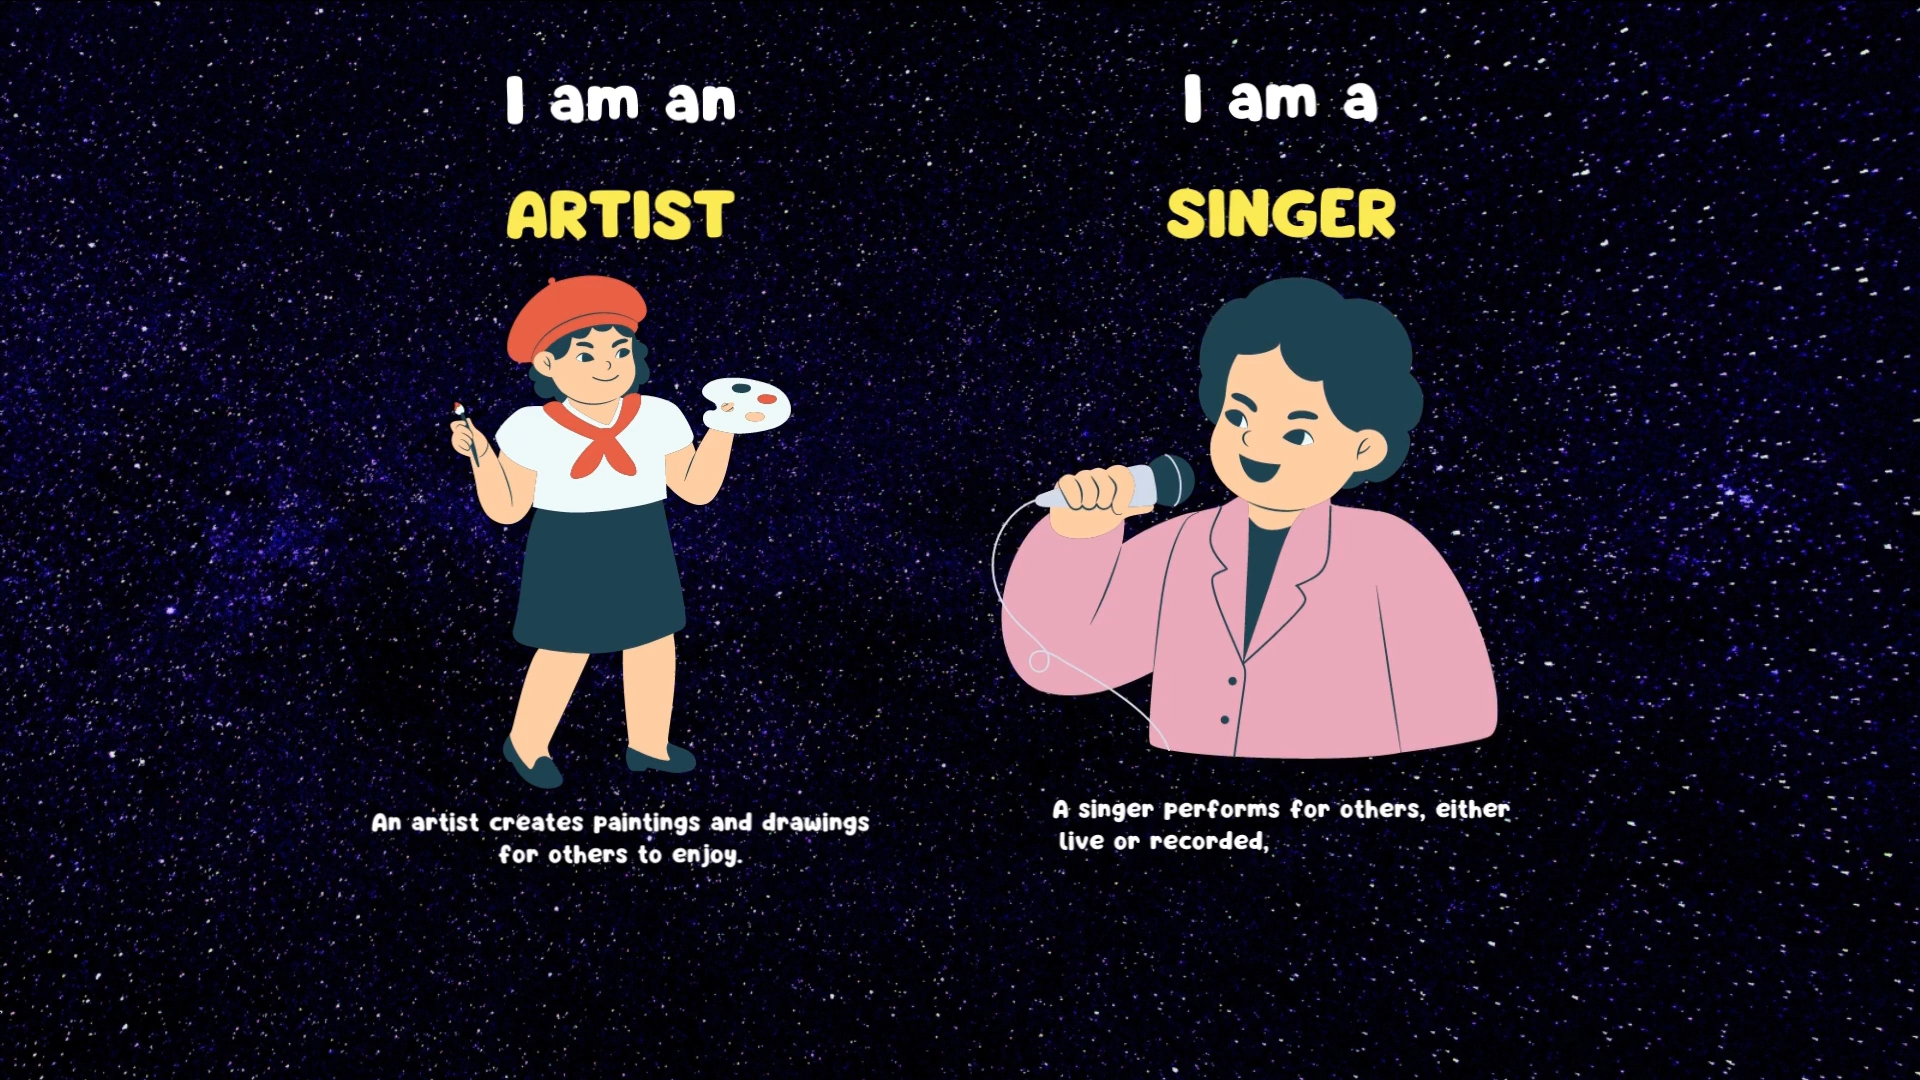 I am an
ARTIST
An artist creates paintings and drawings
for others to enjoy.
I am a
SINGER
A singer performs for others, either
live or recorded,